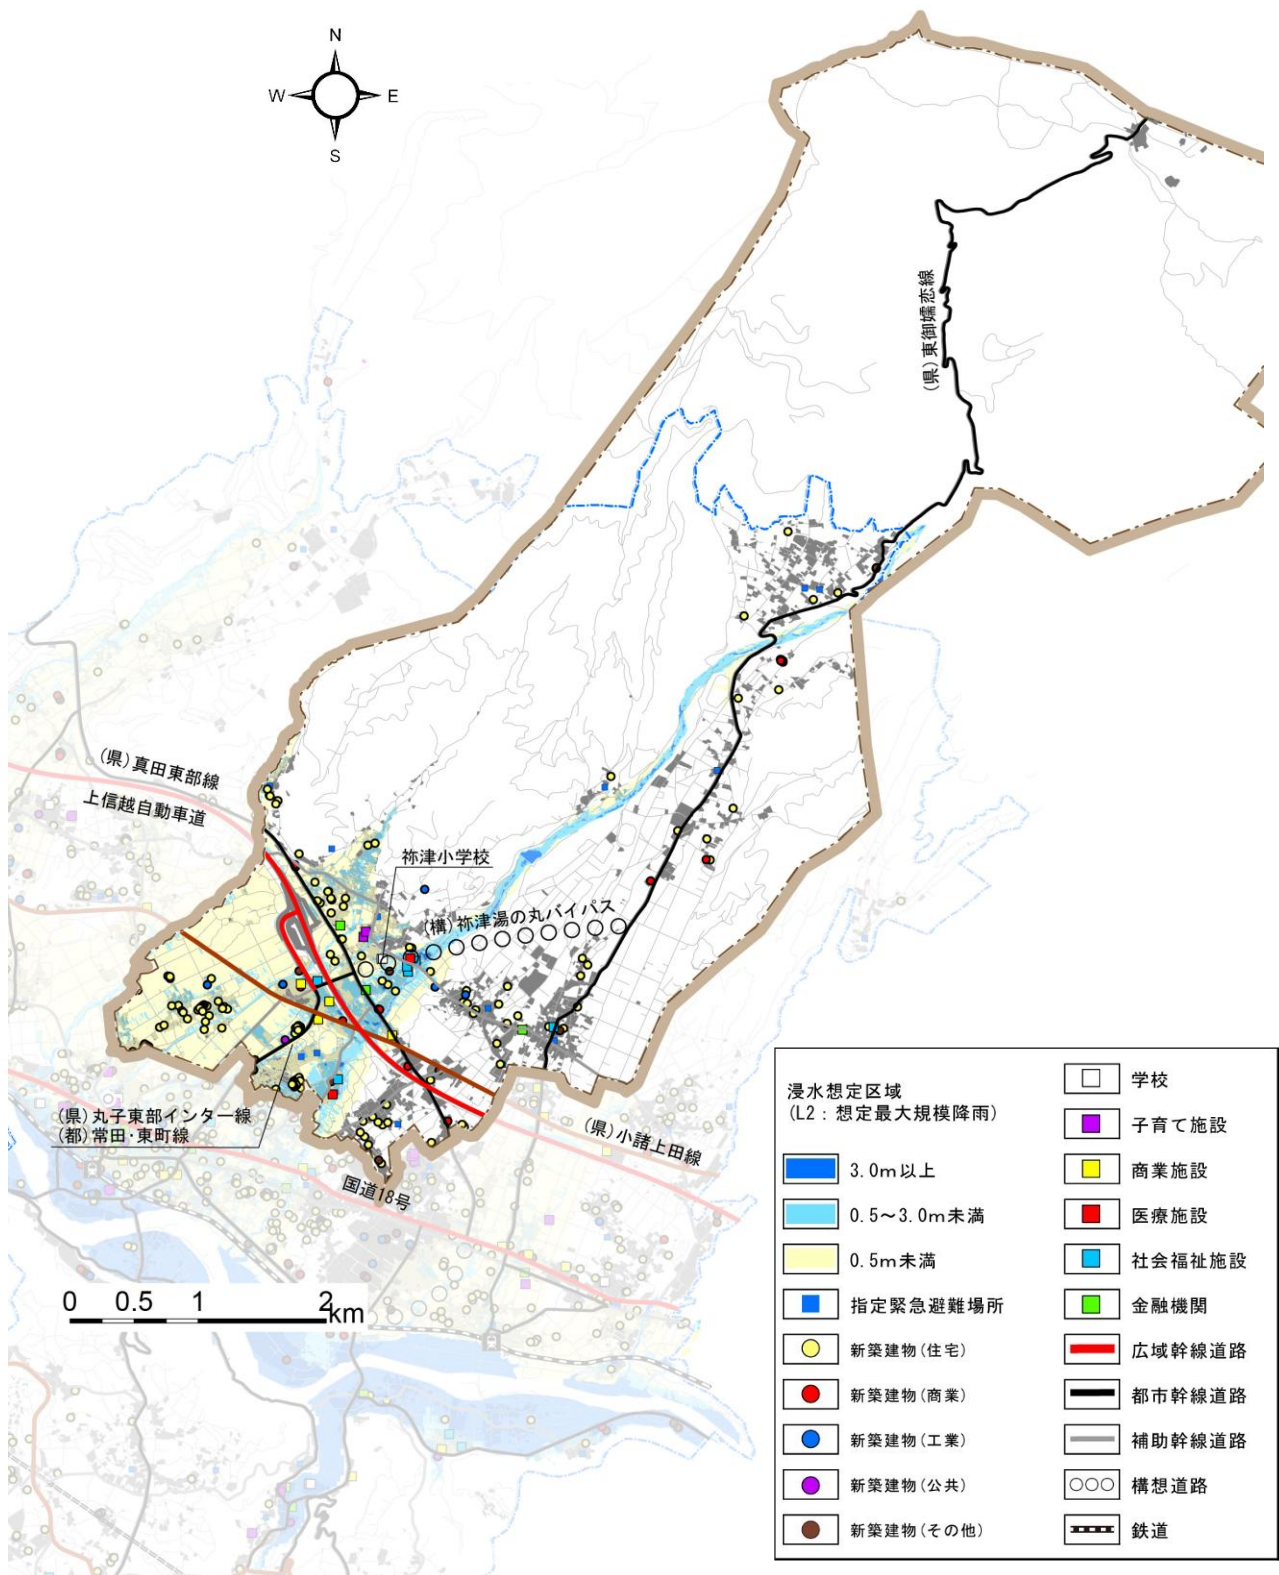 N
W
E
S
(県)東御嬬恋線
(県)真田東部線
上信越自動車道
祢津小学校
(構)祢津湯の丸バイパス
(県)丸子東部インター線
(都)常田・東町線
(県)小諸上田線
国道18号
0 0.5 1 2 km
浸水想定区域
(L2：想定最大規模降雨)
3.0m以上
0.5～3.0m未満
0.5m未満
指定緊急避難場所
新築建物(住宅)
新築建物(商業)
新築建物(工業)
新築建物(公共)
新築建物(その他)
学校
子育て施設
商業施設
医療施設
社会福祉施設
金融機関
広域幹線道路
都市幹線道路
補助幹線道路
構想道路
鉄道